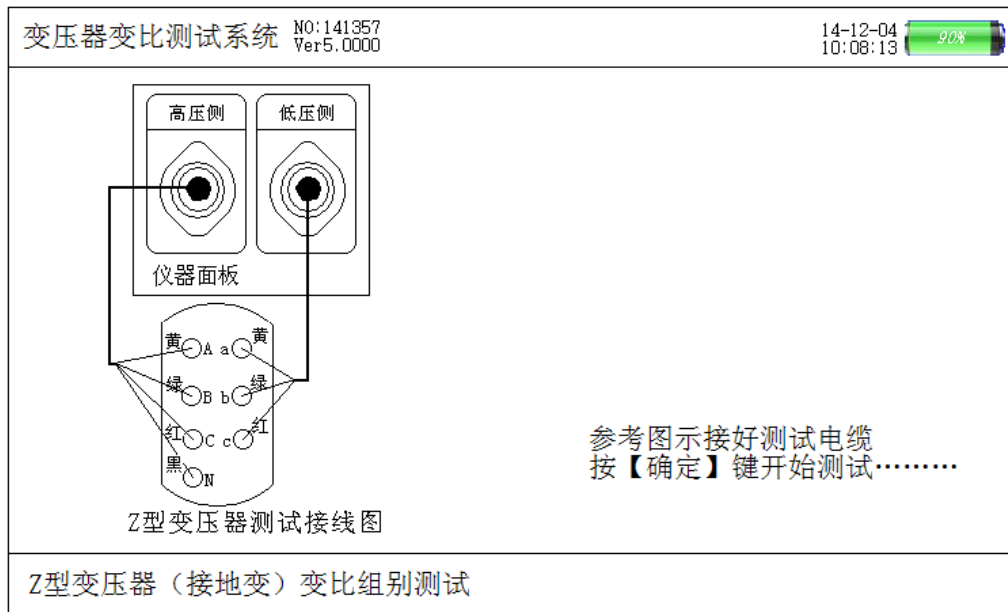 变压器变比测试系统 NO:141357
Ver5.0000
14-12-04
10:08:13
90%
高压侧 低压侧
仪器面板
黄 A a 黄
绿 B b 绿
红 C c 红
黑 N
Z型变压器测试接线图
参考图示接好测试电缆
按【确定】键开始测试………
Z型变压器（接地变）变比组别测试